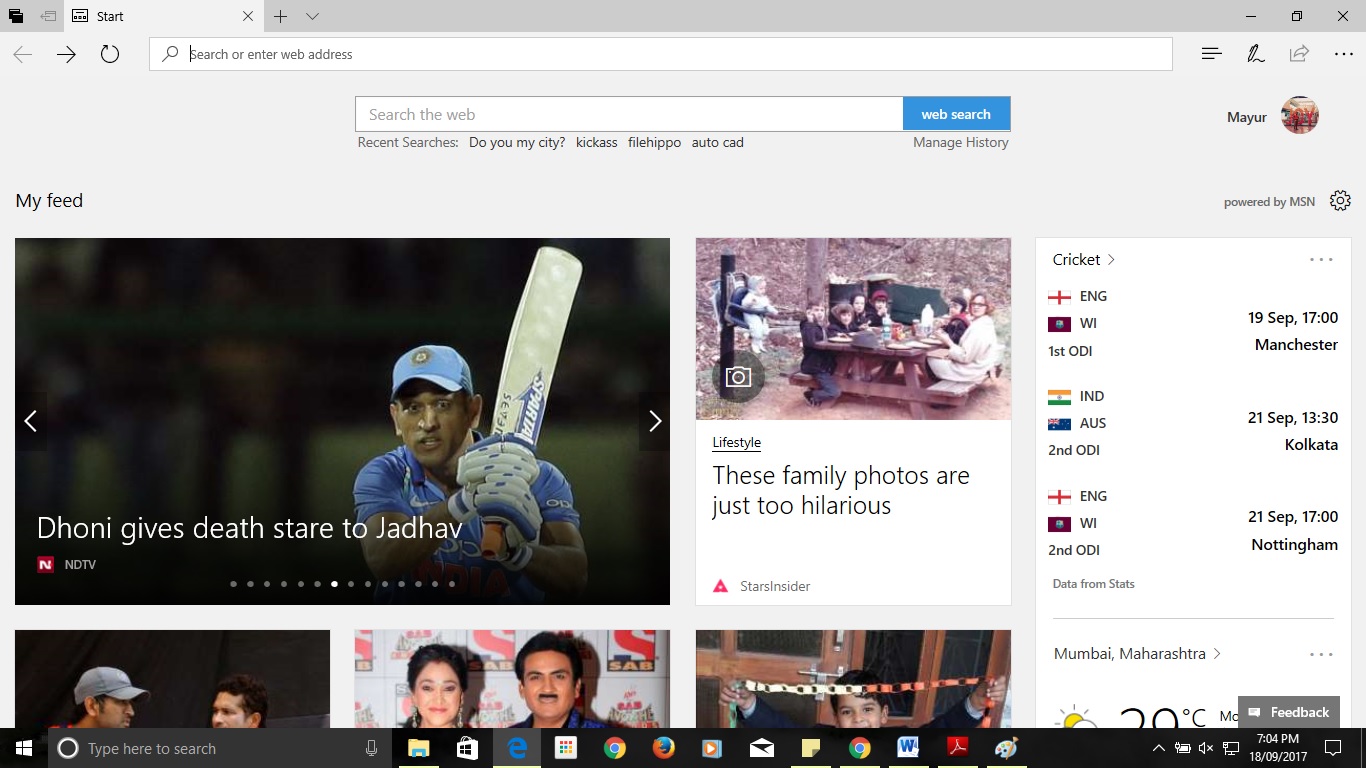 Start
Search or enter web address
Search the web
web search
Mayur
Recent Searches: Do you my city? kickass filehippo auto cad
Manage History
My feed
powered by MSN
Dhoni gives death stare to Jadhav
NDTV
Lifestyle
These family photos are
just too hilarious
StarsInsider
Cricket
ENG
WI
1st ODI
19 Sep, 17:00
Manchester
IND
AUS
2nd ODI
21 Sep, 13:30
Kolkata
ENG
WI
2nd ODI
21 Sep, 17:00
Nottingham
Data from Stats
Mumbai, Maharashtra
°C
Feedback
SAB
Type here to search
7:04 PM
18/09/2017